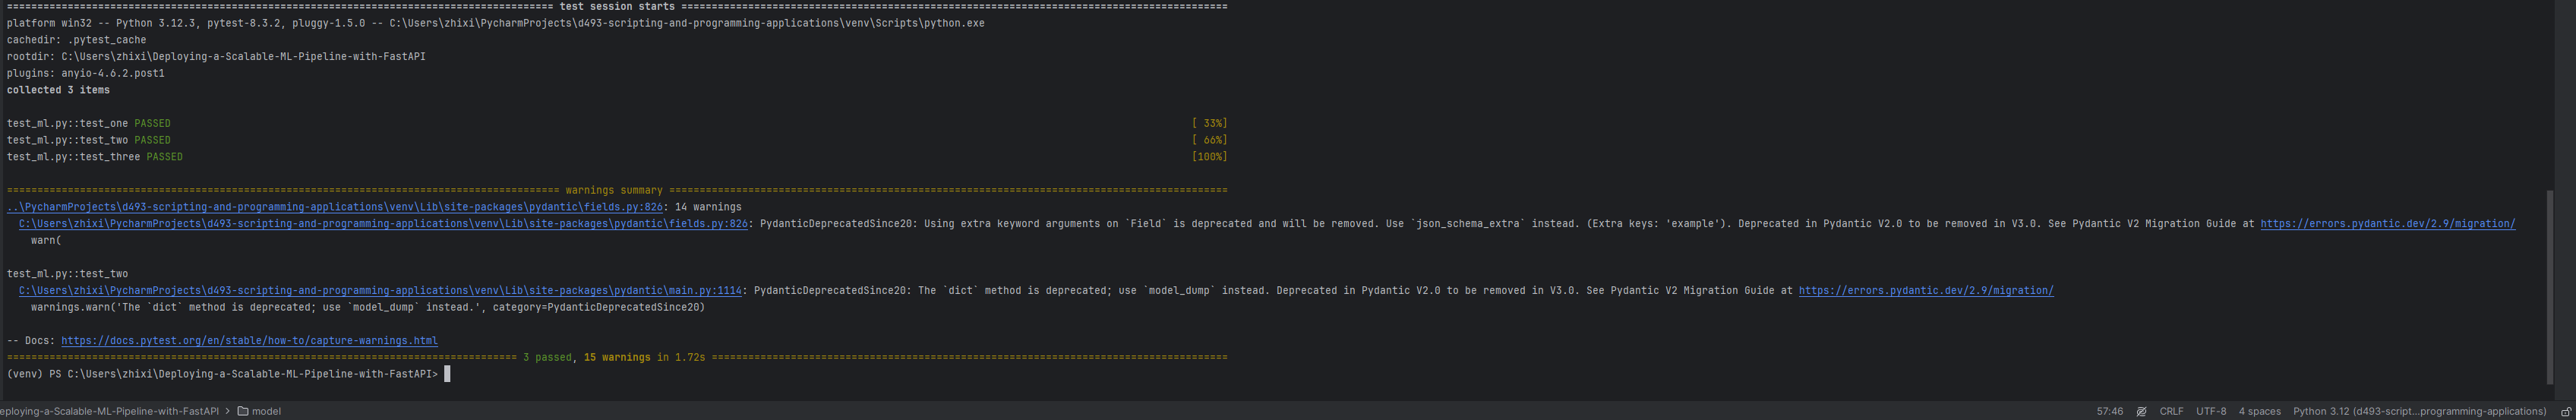 =========================================================================================== test session starts ===========================================================================================
platform win32 -- Python 3.12.3, pytest-8.3.2, pluggy-1.5.0 -- C:\Users\zhixi\PycharmProjects\d493-scripting-and-programming-applications\venv\Scripts\python.exe
cachedir: .pytest_cache
rootdir: C:\Users\zhixi\Deploying-a-Scalable-ML-Pipeline-with-FastAPI
plugins: anyio-4.6.2.post1
collected 3 items
test_ml.py::test_one PASSED [ 33%]
test_ml.py::test_two PASSED [ 66%]
test_ml.py::test_three PASSED [100%]
============================================================================================ warnings summary =============================================================================================
..\PycharmProjects\d493-scripting-and-programming-applications\venv\Lib\site-packages\pydantic\fields.py:826: 14 warnings
C:\Users\zhixi\PycharmProjects\d493-scripting-and-programming-applications\venv\Lib\site-packages\pydantic\fields.py:826: PydanticDeprecatedSince20: Using extra keyword arguments on `Field` is deprecated and will be removed. Use `json_schema_extra` instead. (Extra keys: 'example'). Deprecated in Pydantic V2.0 to be removed in V3.0. See Pydantic V2 Migration Guide at https://errors.pydantic.dev/2.9/migration/
warn(
test_ml.py::test_two
C:\Users\zhixi\PycharmProjects\d493-scripting-and-programming-applications\venv\Lib\site-packages\pydantic\main.py:1114: PydanticDeprecatedSince20: The `dict` method is deprecated; use `model_dump` instead. Deprecated in Pydantic V2.0 to be removed in V3.0. See Pydantic V2 Migration Guide at https://errors.pydantic.dev/2.9/migration/
warnings.warn('The `dict` method is deprecated; use `model_dump` instead.', category=PydanticDeprecatedSince20)
-- Docs: https://docs.pytest.org/en/stable/how-to/capture-warnings.html
===================================================================================== 3 passed, 15 warnings in 1.72s ======================================================================================
(venv) PS C:\Users\zhixi\Deploying-a-Scalable-ML-Pipeline-with-FastAPI>
eploying-a-Scalable-ML-Pipeline-with-FastAPI > model 57:46 CRLF UTF-8 4 spaces Python 3.12 (d493-script...programming-applications)